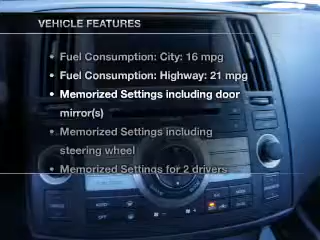 VEHICLE FEATURES
• Fuel Consumption: City: 16 mpg
• Fuel Consumption: Highway: 21 mpg
• Memorized Settings including door
mirror(s)
• Memorized Settings including
steering wheel
• Memorized Settings for 2 drivers